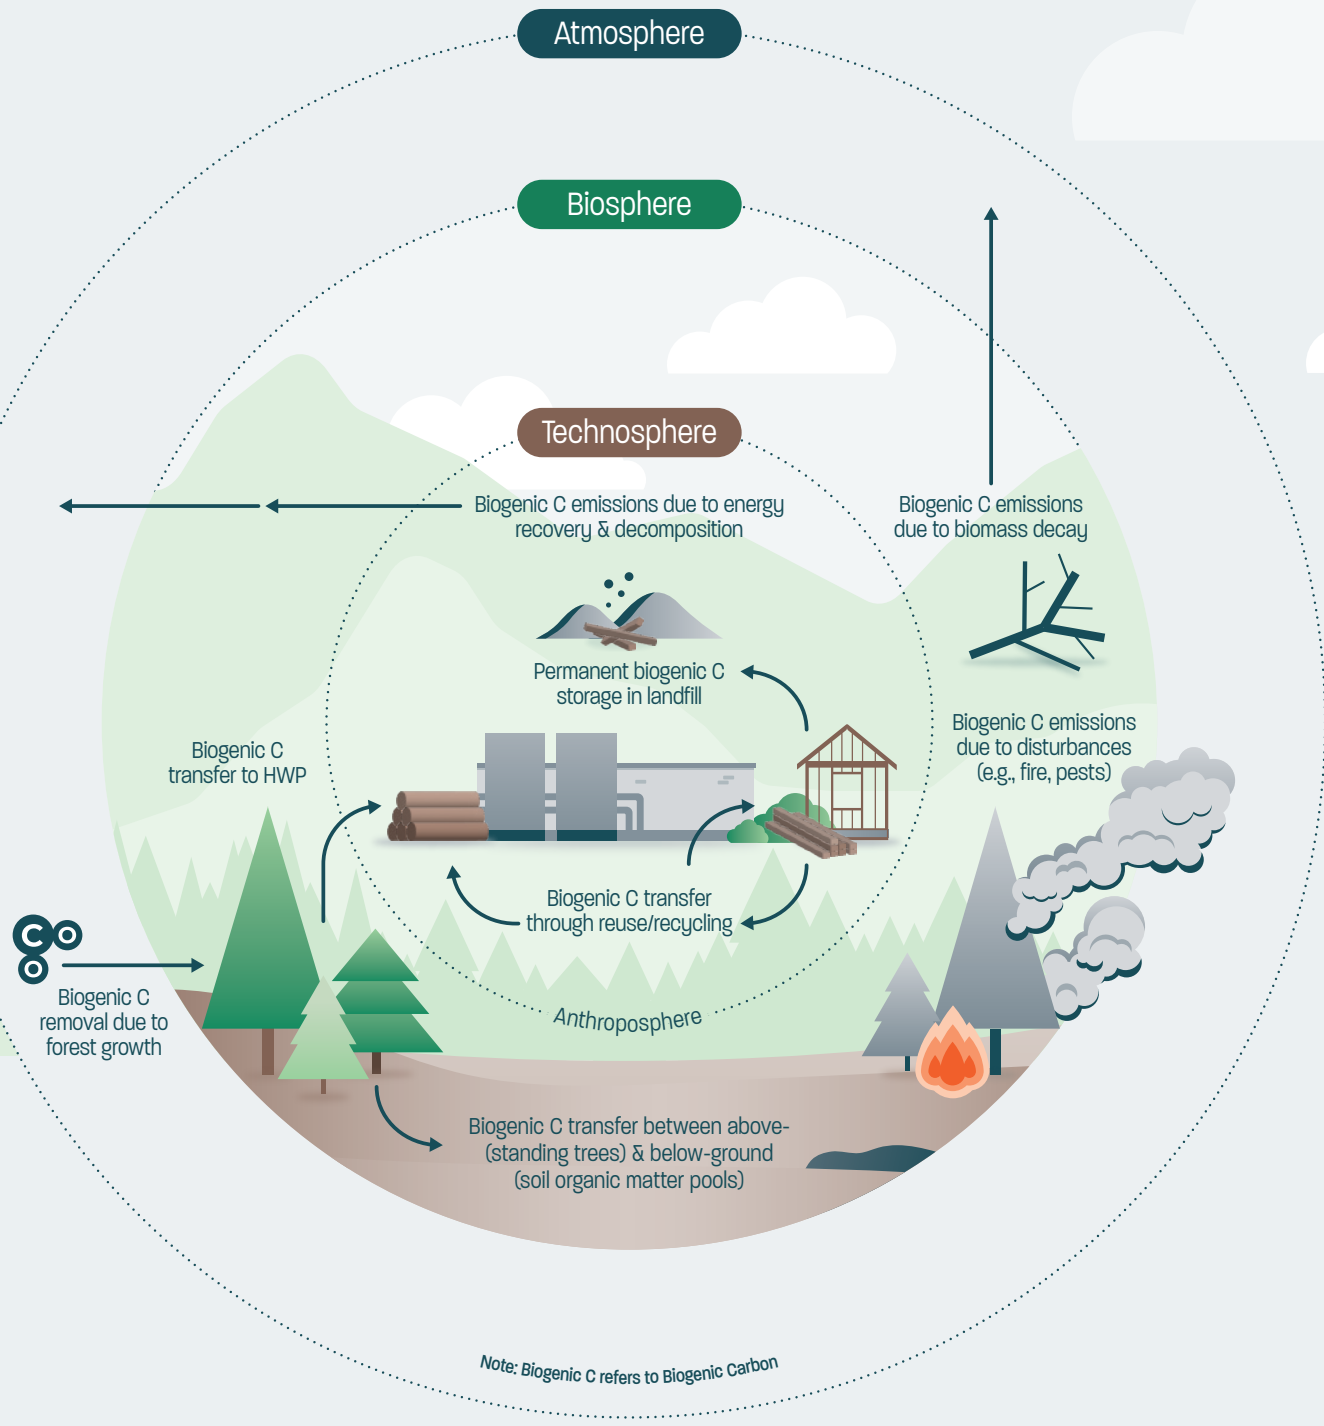 Atmosphere
Biosphere
Technosphere
Biogenic C emissions due to energy
recovery & decomposition
Biogenic C emissions
due to biomass decay
Permanent biogenic C
storage in landfill
Biogenic C emissions
due to disturbances
(e.g., fire, pests)
Biogenic C
transfer to HWP
Biogenic C transfer
through reuse/recycling
C O
O
Biogenic C
removal due to
forest growth
Anthroposphere
Biogenic C transfer between above-
(standing trees) & below-ground
(soil organic matter pools)
Note: Biogenic C refers to Biogenic Carbon